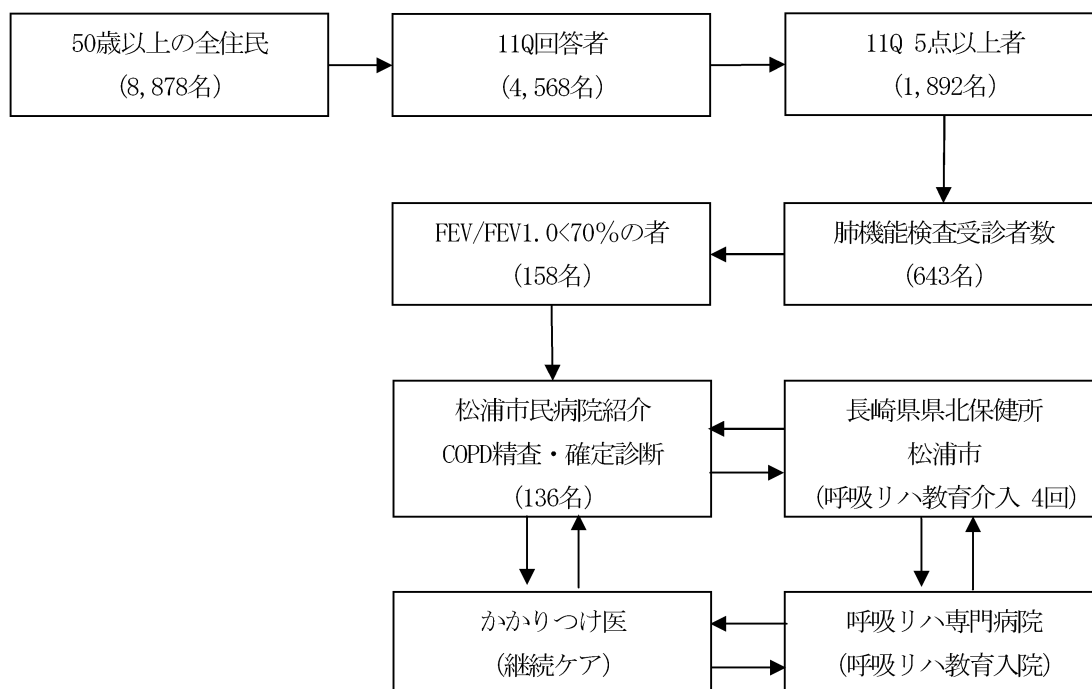 50歳以上の全住民
(8,878名)
11Q回答者
(4,568名)
11Q 5点以上者
(1,892名)
FEV/FEV1.0<70%の者
(158名)
肺機能検査受診者数
(643名)
松浦市民病院紹介
COPD精査・確定診断
(136名)
長崎県県北保健所
松浦市
(呼吸リハ教育介入 4回)
かかりつけ医
(継続ケア)
呼吸リハ専門病院
(呼吸リハ教育入院)